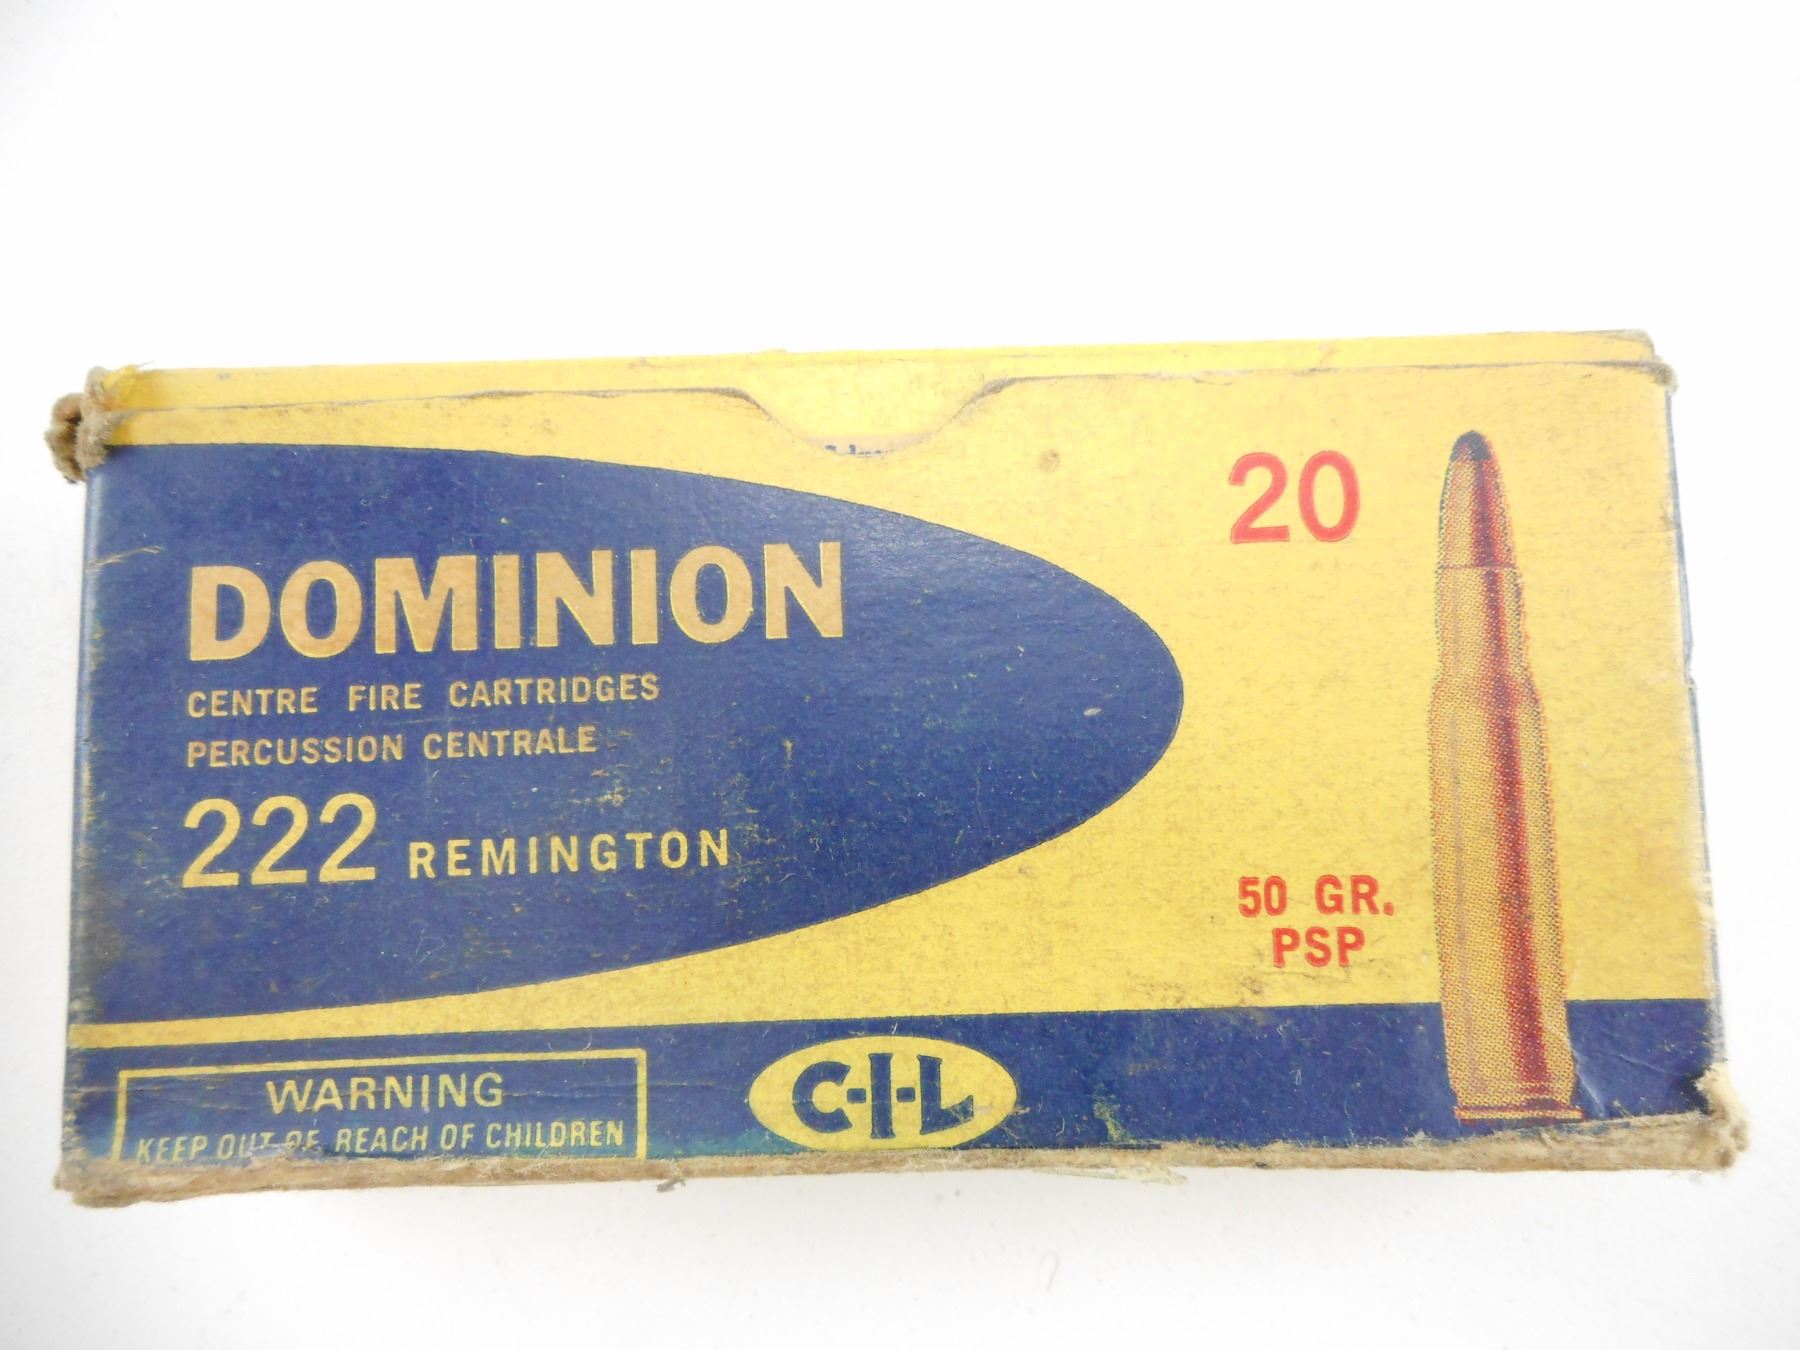 20
DOMINION
CENTRE FIRE CARTRIDGES
PERCUSSION CENTRALE
222 REMINGTON
50 GR.
PSP
C-I-L
WARNING
KEEP OUT OF REACH OF CHILDREN